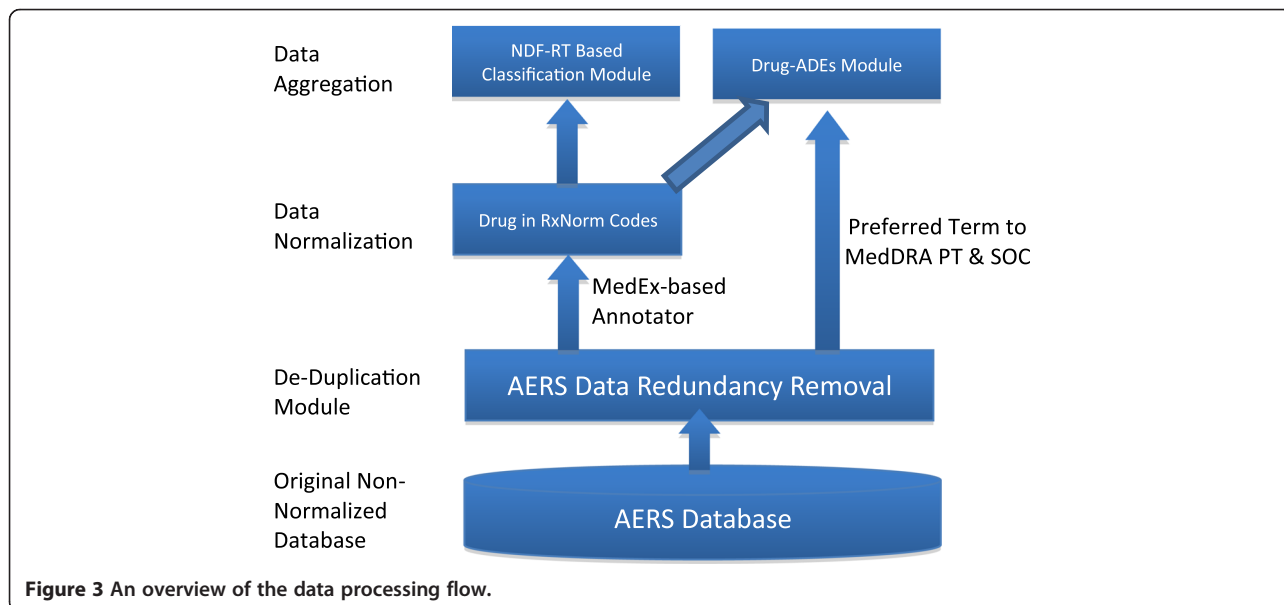 Data
Aggregation
NDF-RT Based
Classification Module
Drug-ADEs Module
Data
Normalization
Drug in RxNorm Codes
Preferred Term to
MedDRA PT & SOC
MedEx-based
Annotator
De-Duplication
Module
AERS Data Redundancy Removal
Original Non-
Normalized
Database
AERS Database
Figure 3 An overview of the data processing flow.